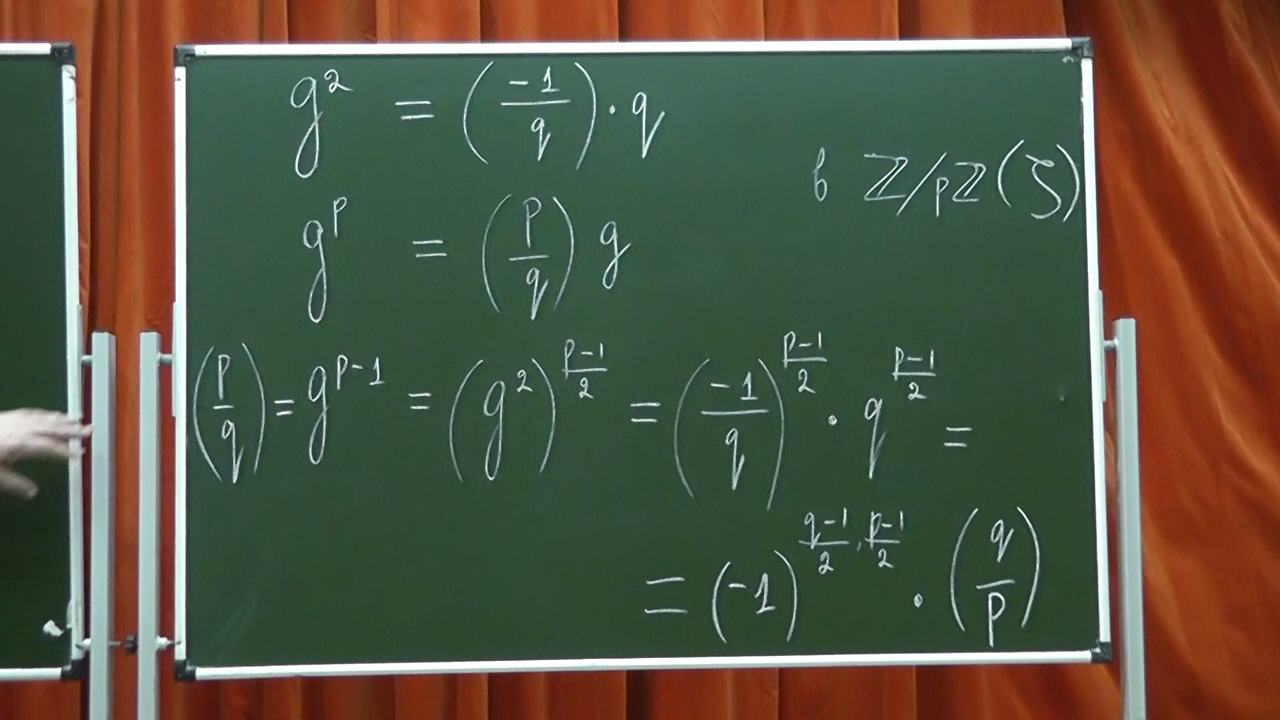 g² = (−1/q) · q
в ℤ/pℤ(ζ)
g^p = (p/q) g
(p/q) = g^(p−1) = (g²)^((p−1)/2) = (−1/q)^((p−1)/2) · q^((p−1)/2) =
= (−1)^((q−1)/2 · (p−1)/2) · (q/p)